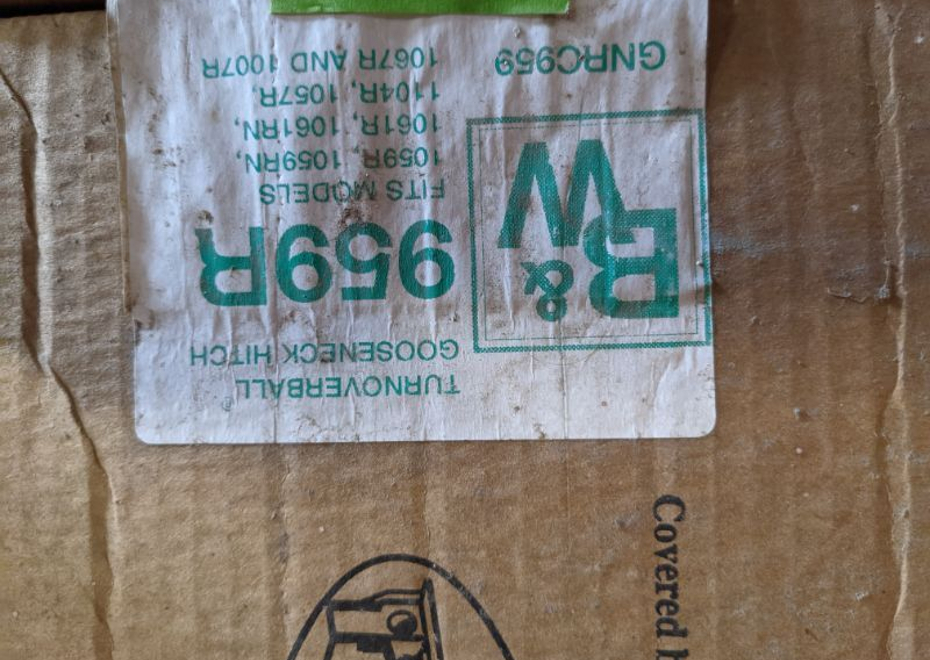 TURNOVERBALL®
GOOSENECK HITCH
B&W
959R
FITS MODELS
1059R, 1059RN,
1061R, 1061RN,
1104R, 1057R,
1067R AND 1007R
GNRC959
Covered